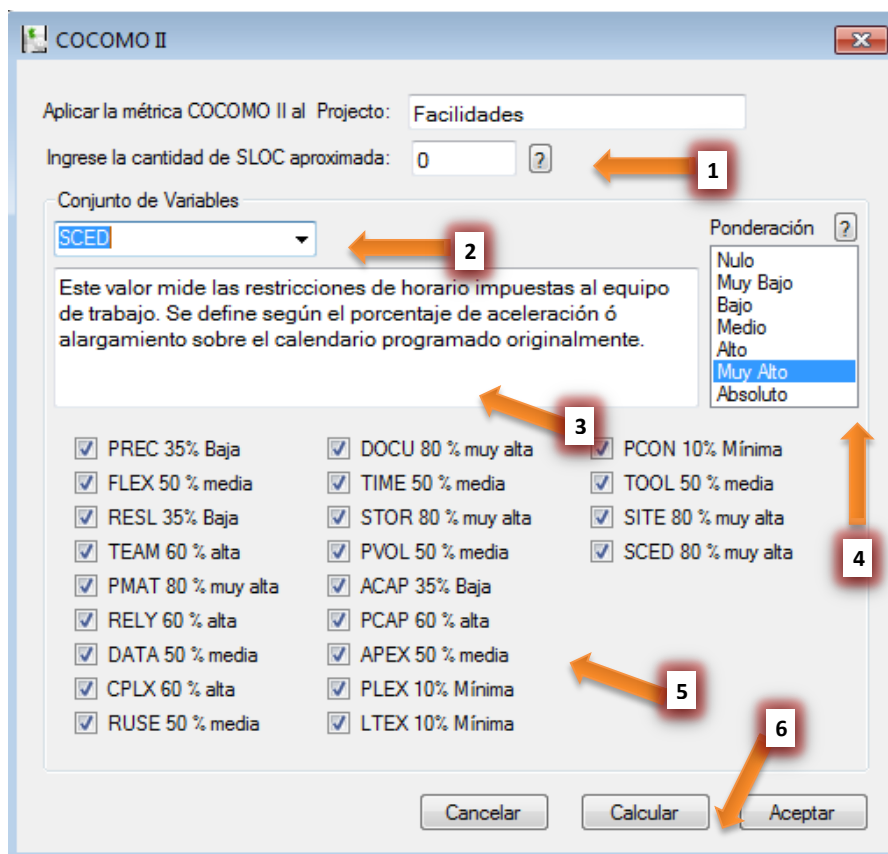 COCOMO II
Aplicar la métrica COCOMO II al Projecto: Facilidades
Ingrese la cantidad de SLOC aproximada: 0 ?
1
Conjunto de Variables
SCED
2
Ponderación ?
Este valor mide las restricciones de horario impuestas al equipo
de trabajo. Se define según el porcentaje de aceleración ó
alargamiento sobre el calendario programado originalmente.
3
Nulo
Muy Bajo
Bajo
Medio
Alto
Muy Alto
Absoluto
4
PREC 35% Baja
FLEX 50 % media
RESL 35% Baja
TEAM 60 % alta
PMAT 80 % muy alta
RELY 60 % alta
DATA 50 % media
CPLX 60 % alta
RUSE 50 % media
DOCU 80 % muy alta
TIME 50 % media
STOR 80 % muy alta
PVOL 50 % media
ACAP 35% Baja
PCAP 60 % alta
APEX 50 % media
PLEX 10% Mínima
LTEX 10% Mínima
PCON 10% Mínima
TOOL 50 % media
SITE 80 % muy alta
SCED 80 % muy alta
5
6
Cancelar
Calcular
Aceptar